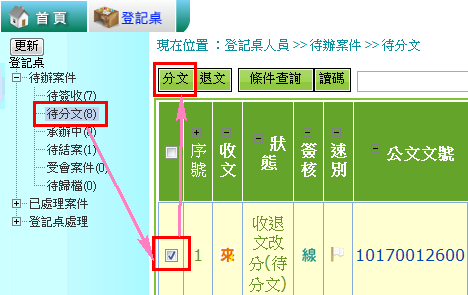 首頁 登記桌
更新
現在位置 : 登記桌人員 >> 待辦案件 >> 待分文
登記桌
待辦案件
待簽收(7)
待分文(8)
待結案(1)
受會案件(0)
待歸檔(0)
已處理案件
登記桌處理
分文 退文 條件查詢 讀碼
序號 收文 狀態 簽核 速別 公文文號
1 來 收退文改分(待分文) 線 10170012600